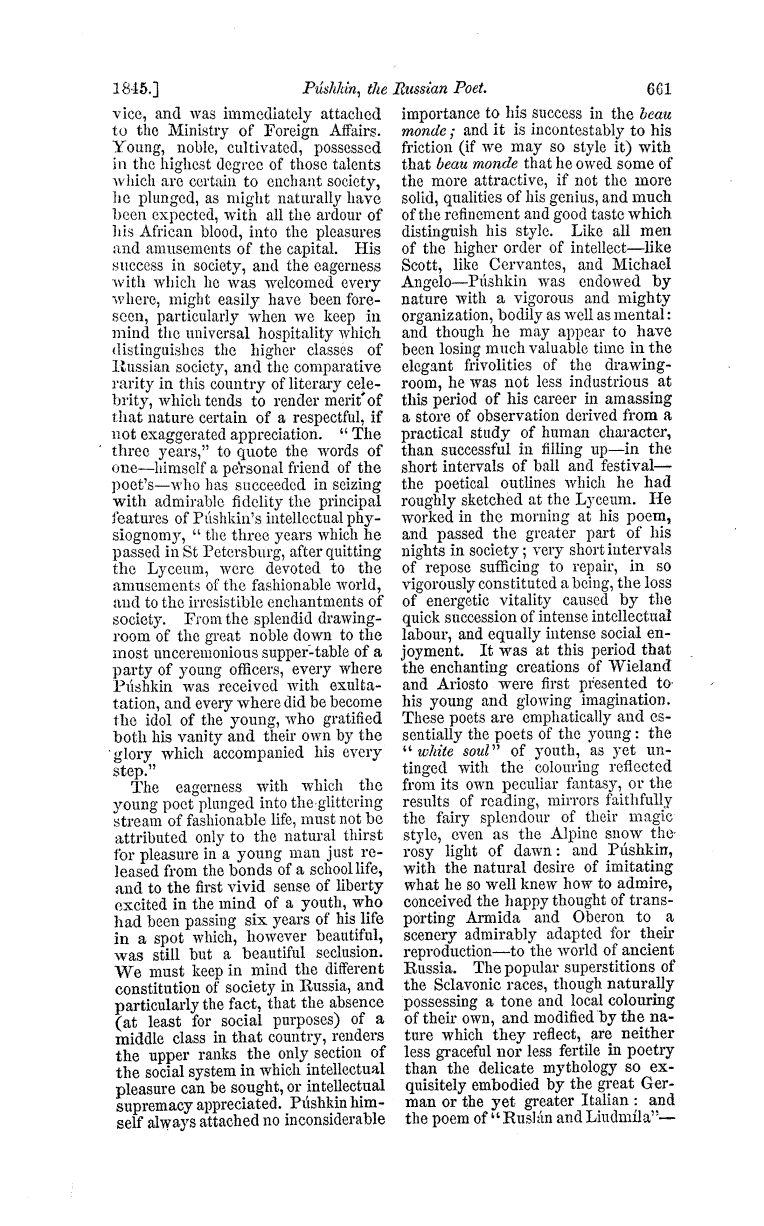 1845.] Púshkin, the Russian Poet. 661
vice, and was immediately attached
to the Ministry of Foreign Affairs.
Young, noble, cultivated, possessed
in the highest degree of those talents
which are certain to enchant society,
he plunged, as might naturally have
been expected, with all the ardour of
his African blood, into the pleasures
and amusements of the capital. His
success in society, and the eagerness
with which he was welcomed every
where, might easily have been fore-
seen, particularly when we keep in
mind the universal hospitality which
distinguishes the higher classes of
Russian society, and the comparative
rarity in this country of literary cele-
brity, which tends to render merit of
that nature certain of a respectful, if
not exaggerated appreciation. "The
three years," to quote the words of
one—himself a personal friend of the
poet's—who has succeeded in seizing
with admirable fidelity the principal
features of Púshkin's intellectual phy-
siognomy, "the three years which he
passed in St Petersburg, after quitting
the Lyceum, were devoted to the
amusements of the fashionable world,
and to the irresistible enchantments of
society. From the splendid drawing-
room of the great noble down to the
most unceremonious supper-table of a
party of young officers, every where
Púshkin was received with exulta-
tation, and every where did be become
the idol of the young, who gratified
both his vanity and their own by the
glory which accompanied his every
step."
The eagerness with which the
young poet plunged into the glittering
stream of fashionable life, must not be
attributed only to the natural thirst
for pleasure in a young man just re-
leased from the bonds of a school life,
and to the first vivid sense of liberty
excited in the mind of a youth, who
had been passing six years of his life
in a spot which, however beautiful,
was still but a beautiful seclusion.
We must keep in mind the different
constitution of society in Russia, and
particularly the fact, that the absence
(at least for social purposes) of a
middle class in that country, renders
the upper ranks the only section of
the social system in which intellectual
pleasure can be sought, or intellectual
supremacy appreciated. Púshkin him-
self always attached no inconsiderable
importance to his success in the beau
monde; and it is incontestably to his
friction (if we may so style it) with
that beau monde that he owed some of
the more attractive, if not the more
solid, qualities of his genius, and much
of the refinement and good taste which
distinguish his style. Like all men
of the higher order of intellect—like
Scott, like Cervantes, and Michael
Angelo—Púshkin was endowed by
nature with a vigorous and mighty
organization, bodily as well as mental:
and though he may appear to have
been losing much valuable time in the
elegant frivolities of the drawing-
room, he was not less industrious at
this period of his career in amassing
a store of observation derived from a
practical study of human character,
than successful in filling up—in the
short intervals of ball and festival—
the poetical outlines which he had
roughly sketched at the Lyceum. He
worked in the morning at his poem,
and passed the greater part of his
nights in society; very short intervals
of repose sufficing to repair, in so
vigorously constituted a being, the loss
of energetic vitality caused by the
quick succession of intense intellectual
labour, and equally intense social en-
joyment. It was at this period that
the enchanting creations of Wieland
and Ariosto were first presented to
his young and glowing imagination.
These poets are emphatically and es-
sentially the poets of the young: the
"white soul" of youth, as yet un-
tinged with the colouring reflected
from its own peculiar fantasy, or the
results of reading, mirrors faithfully
the fairy splendour of their magic
style, even as the Alpine snow the
rosy light of dawn: and Púshkin,
with the natural desire of imitating
what he so well knew how to admire,
conceived the happy thought of trans-
porting Armida and Oberon to a
scenery admirably adapted for their
reproduction—to the world of ancient
Russia. The popular superstitions of
the Sclavonic races, though naturally
possessing a tone and local colouring
of their own, and modified by the na-
ture which they reflect, are neither
less graceful nor less fertile in poetry
than the delicate mythology so ex-
quisitely embodied by the great Ger-
man or the yet greater Italian: and
the poem of "Ruslán and Liudmíla"—